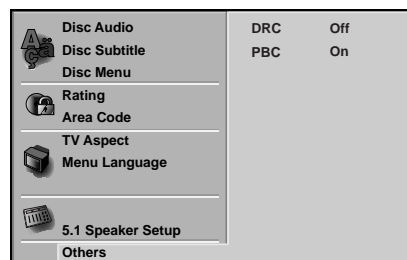 Disc Audio
Disc Subtitle
Disc Menu
Rating
Area Code
TV Aspect
Menu Language
5.1 Speaker Setup
Others
DRC Off
PBC On